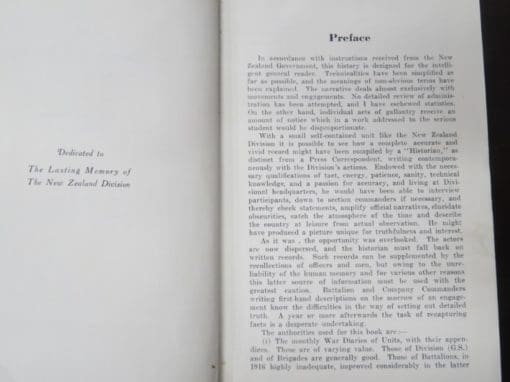 Dedicated to
The Lasting Memory of
The New Zealand Division
Preface
In accordance with instructions received from the New
Zealand Government, this history is designed for the intelli-
gent general reader. Technicalities have been simplified as
far as possible, and the meanings of non-obvious terms have
been explained. The narrative deals almost exclusively with
movements and engagements. No detailed review of adminis-
tration has been attempted, and I have eschewed statistics.
On the other hand, individual acts of gallantry receive an
amount of notice which in a work addressed to the serious
student would be disproportionate.
With a small self-contained unit like the New Zealand
Division it is possible to see how a complete accurate and
vivid record might have been compiled by a "Historian," as
distinct from a Press Correspondent, writing contemporan-
eously with the Division's actions. Endowed with the neces-
sary qualifications of tact, energy, patience, sanity, technical
knowledge, and a passion for accuracy, and living at Divi-
sional headquarters, he would have been able to interview
participants, down to section commanders if necessary, and
thereby check statements, amplify official narratives, elucidate
obscurities, catch the atmosphere of the time and describe
the country at leisure from actual observation. He might
have produced a picture unique for truthfulness and interest.
As it was, the opportunity was overlooked. The actors
are now dispersed, and the historian must fall back on
written records. Such records can be supplemented by the
recollections of officers and men, but owing to the unre-
liability of the human memory and for various other reasons
this latter source of information must be used with the
greatest caution. Battalion and Company Commanders
writing first-hand descriptions on the morrow of an engage-
ment know the difficulties in the way of setting out detailed
truth. A year or more afterwards the task of recapturing
facts is a desperate undertaking.
The authorities used for this book are:—
(i) The monthly War Diaries of Units, with their appen-
dices. These are of varying value. Those of Division (G.S.)
and of Brigades are generally good. Those of Battalions, in
1916 highly inadequate, improved considerably in the latter